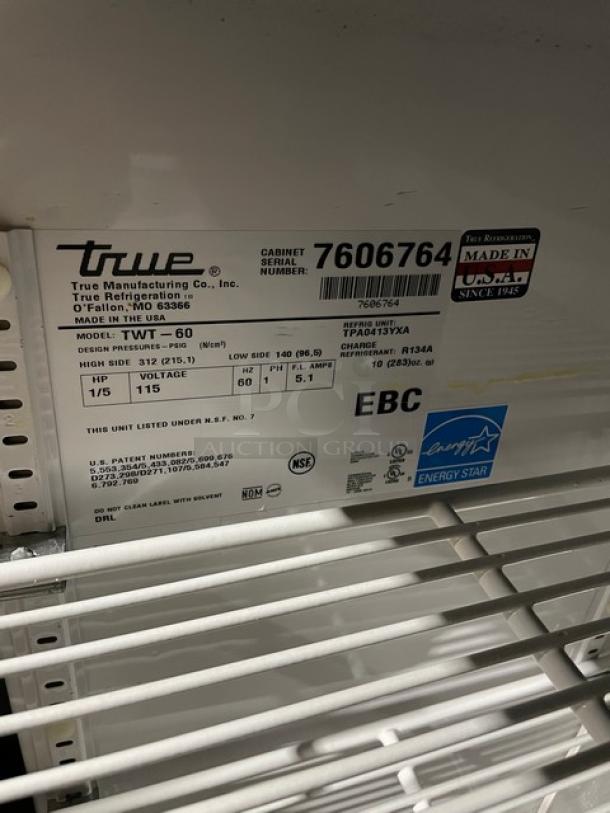 true®
CABINET SERIAL NUMBER: 7606764
7606764
TRUE REFRIGERATION
MADE IN
U.S.A.
SINCE 1945
True Manufacturing Co., Inc.
True Refrigeration
O'Fallon, MO 63366
MADE IN THE USA
MODEL: TWT-60
REFRIG UNIT:
TPA0413YXA
DESIGN PRESSURES-PSIG (N/cm²)
HIGH SIDE 312 (215,1) LOW SIDE 140 (96,5)
CHARGE
REFRIGERANT: R134A
10 (283)oz. (g)
HP VOLTAGE HZ PH F.L. AMPS
1/5 115 60 1 5.1
EBC
THIS UNIT LISTED UNDER N.S.F. NO. 7
PCI
AUCTION GROUP
U.S. PATENT NUMBERS:
5,553,354/5,433,082/5,699,676
D273,298/D271,107/5,584,547
6,792,769
NSF
NOM
energy
ENERGY STAR
DO NOT CLEAN LABEL WITH SOLVENT
DRL